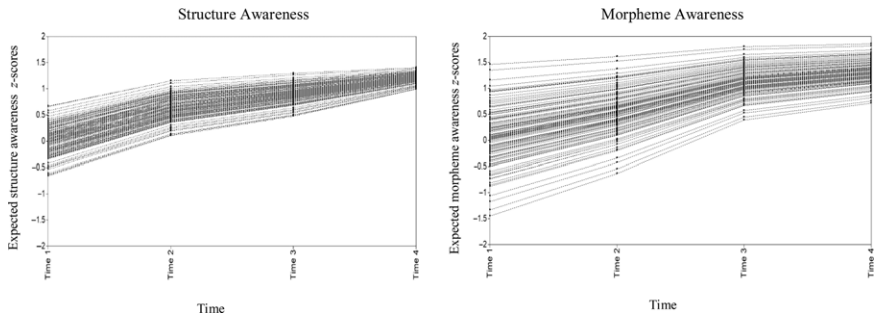 Structure Awareness
Expected structure awareness z-scores
2
1.5
1
0.5
0
−0.5
−1
−1.5
−2
Time 1
Time 2
Time 3
Time 4
Time
Morpheme Awareness
Expected morpheme awareness z-scores
2
1.5
1
0.5
0
−0.5
−1
−1.5
−2
Time 1
Time 2
Time 3
Time 4
Time